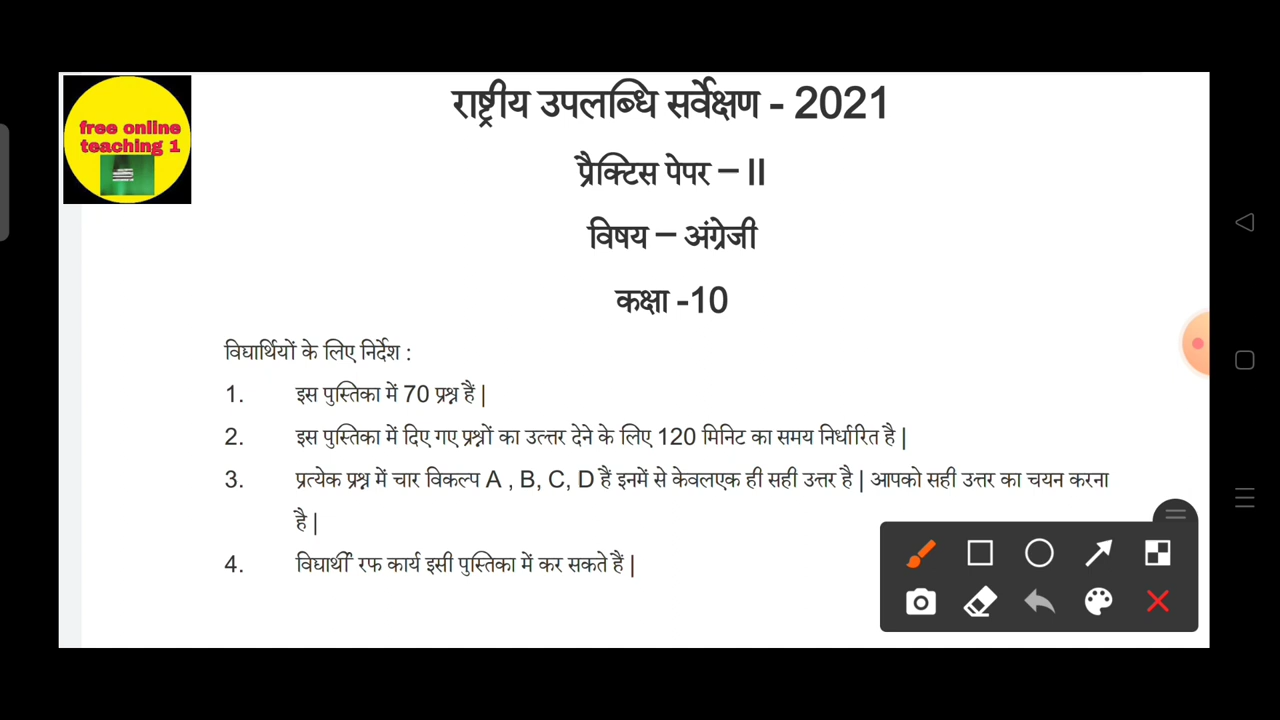 free online
teaching 1
राष्ट्रीय उपलब्धि सर्वेक्षण - 2021
प्रैक्टिस पेपर – II
विषय – अंग्रेजी
कक्षा -10
विद्यार्थियों के लिए निर्देश :
1. इस पुस्तिका में 70 प्रश्न हैं |
2. इस पुस्तिका में दिए गए प्रश्नों का उत्तर देने के लिए 120 मिनिट का समय निर्धारित है |
3. प्रत्येक प्रश्न में चार विकल्प A , B, C, D हैं इनमें से केवलएक ही सही उत्तर है | आपको सही उत्तर का चयन करना
है |
4. विद्यार्थी रफ कार्य इसी पुस्तिका में कर सकते हैं |